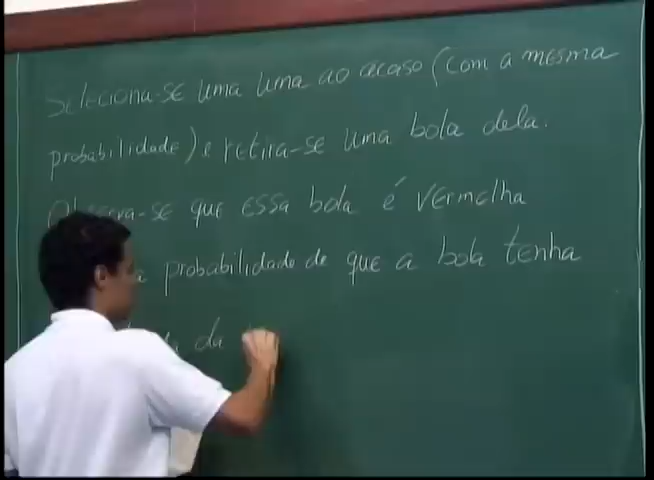 Seleciona-se uma urna ao acaso (com a mesma
probabilidade) e retira-se uma bola dela.
Observa-se que essa bola é vermelha
a probabilidade de que a bola tenha
da